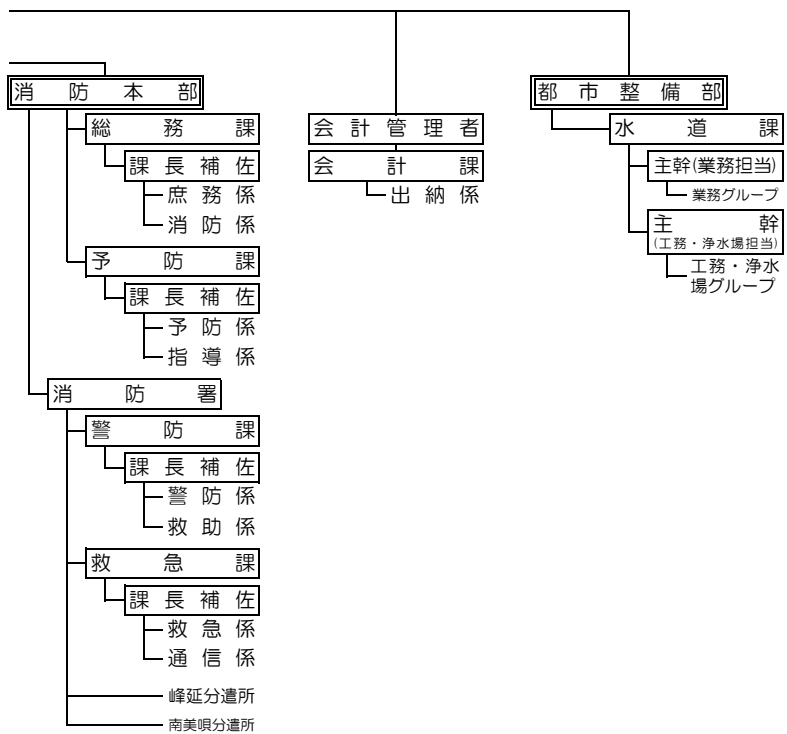 消防本部
総務課
課長補佐
庶務係
消防係
予防課
課長補佐
予防係
指導係
消防署
警防課
課長補佐
警防係
救助係
救急課
課長補佐
救急係
通信係
峰延分遣所
南美唄分遣所
会計管理者
会計課
出納係
都市整備部
水道課
主幹(業務担当)
業務グループ
主幹
(工務・浄水場担当)
工務・浄水
場グループ